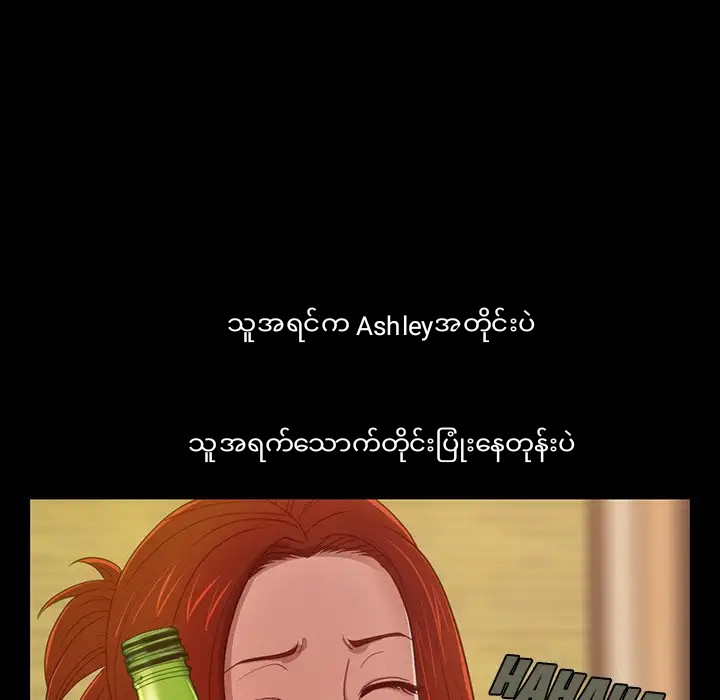 သူအရင်က Ashleyအတိုင်းပဲ
သူအရက်သောက်တိုင်းပြုံးနေတုန်းပဲ